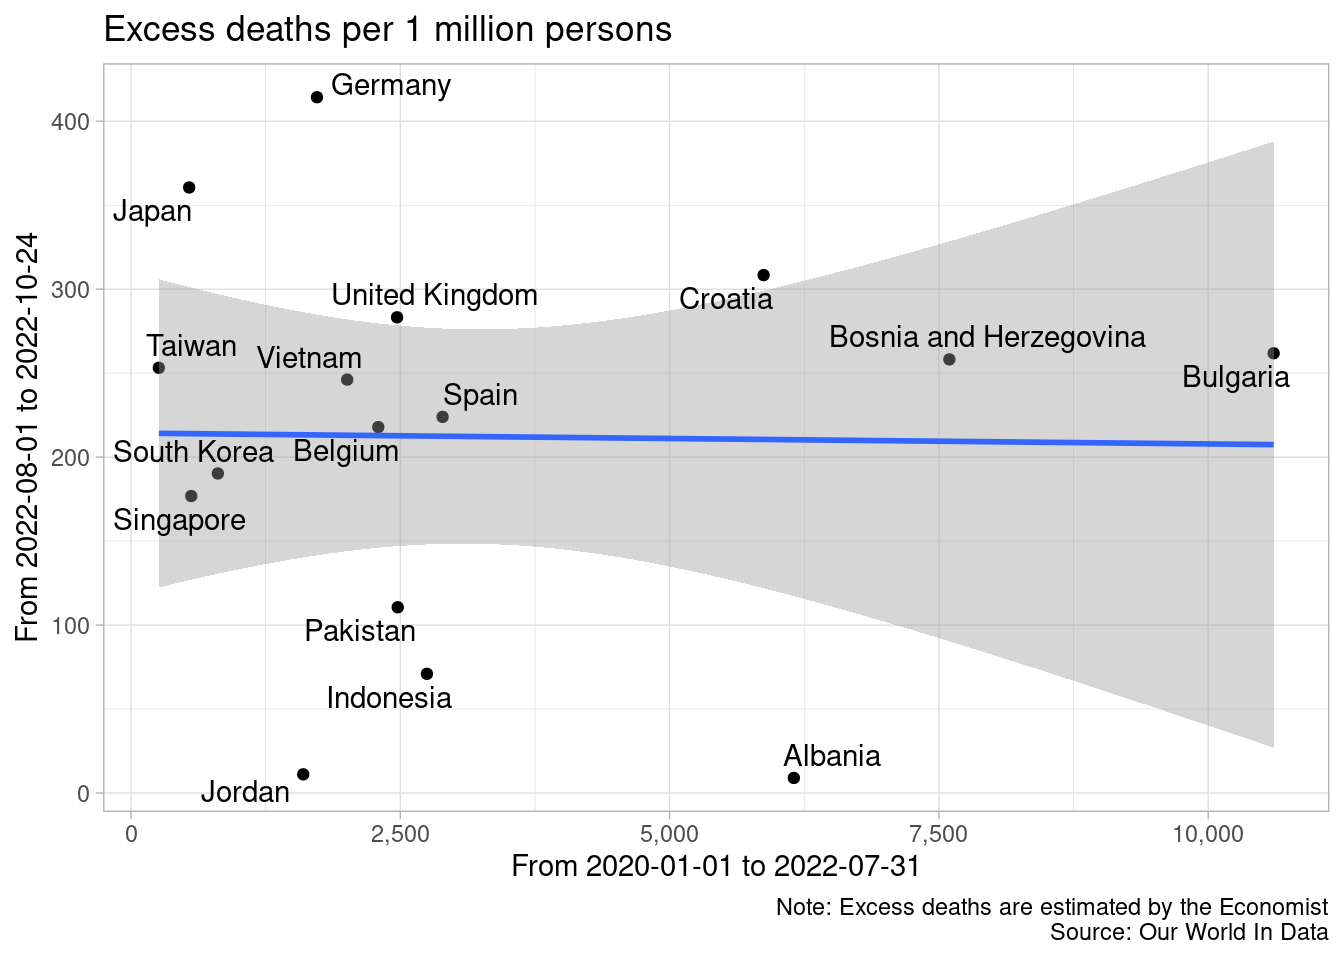 Excess deaths per 1 million persons
Germany
400
Japan
From 2022-08-01 to 2022-10-24
300
United Kingdom
Croatia
Taiwan
Vietnam
Bosnia and Herzegovina
Bulgaria
Spain
South Korea
Belgium
200
Singapore
100
Pakistan
Indonesia
Albania
Jordan
0
0 2,500 5,000 7,500 10,000
From 2020-01-01 to 2022-07-31
Note: Excess deaths are estimated by the Economist
Source: Our World In Data